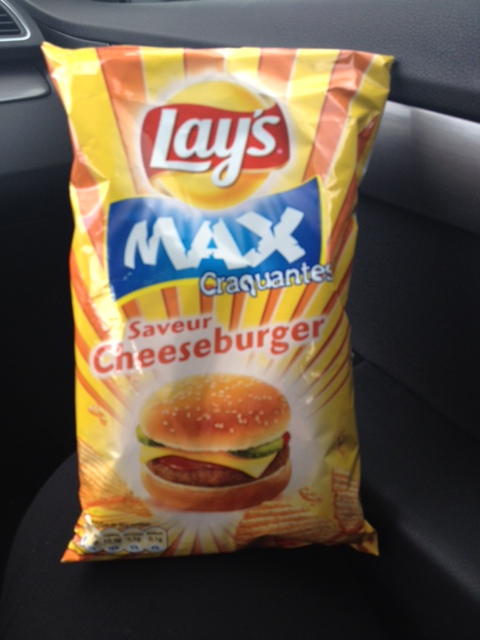 Lay's
MAX
Craquantes
Saveur
Cheeseburger